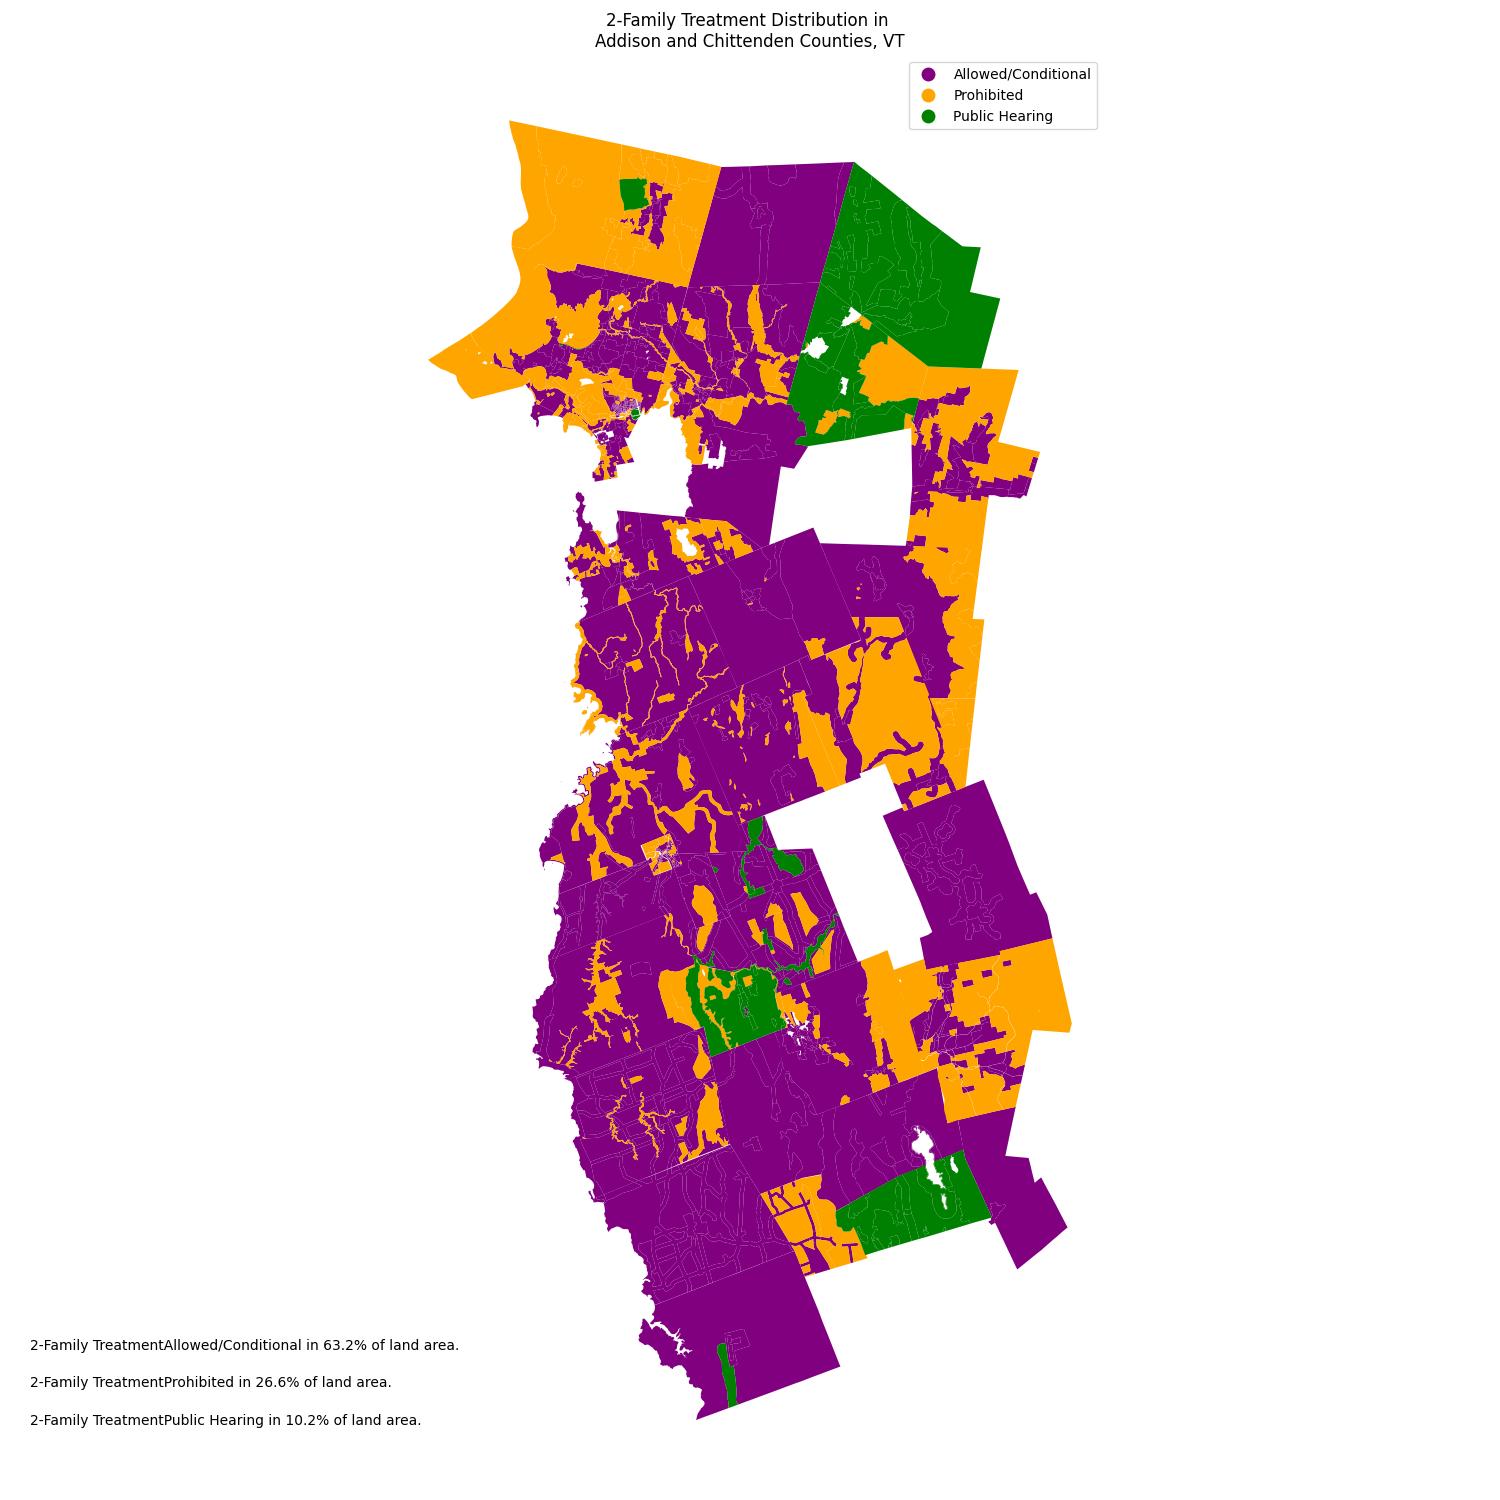 2-Family Treatment Distribution in
Addison and Chittenden Counties, VT
Allowed/Conditional
Prohibited
Public Hearing
2-Family TreatmentAllowed/Conditional in 63.2% of land area.
2-Family TreatmentProhibited in 26.6% of land area.
2-Family TreatmentPublic Hearing in 10.2% of land area.